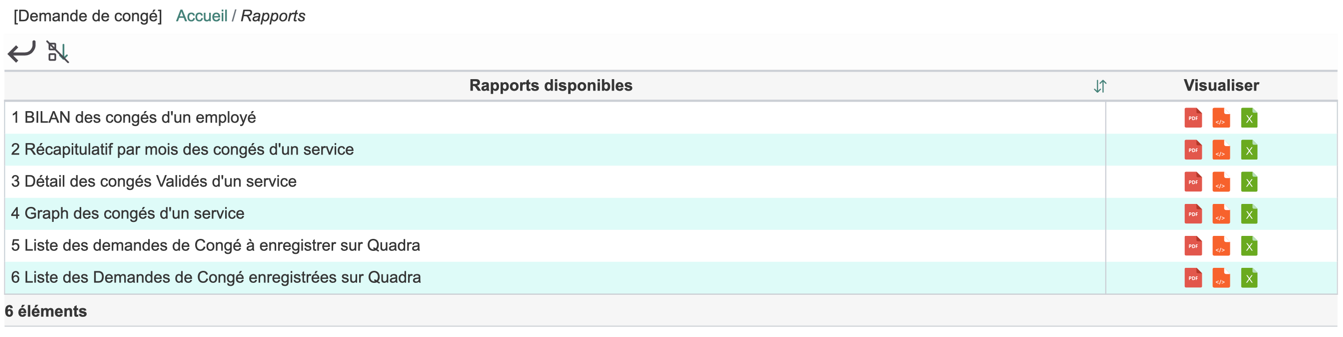 [Demande de congé] Accueil / Rapports
Rapports disponibles Visualiser
1 BILAN des congés d'un employé PDF </> X
2 Récapitulatif par mois des congés d'un service PDF </> X
3 Détail des congés Validés d'un service PDF </> X
4 Graph des congés d'un service PDF </> X
5 Liste des demandes de Congé à enregistrer sur Quadra PDF </> X
6 Liste des Demandes de Congé enregistrées sur Quadra PDF </> X
6 éléments